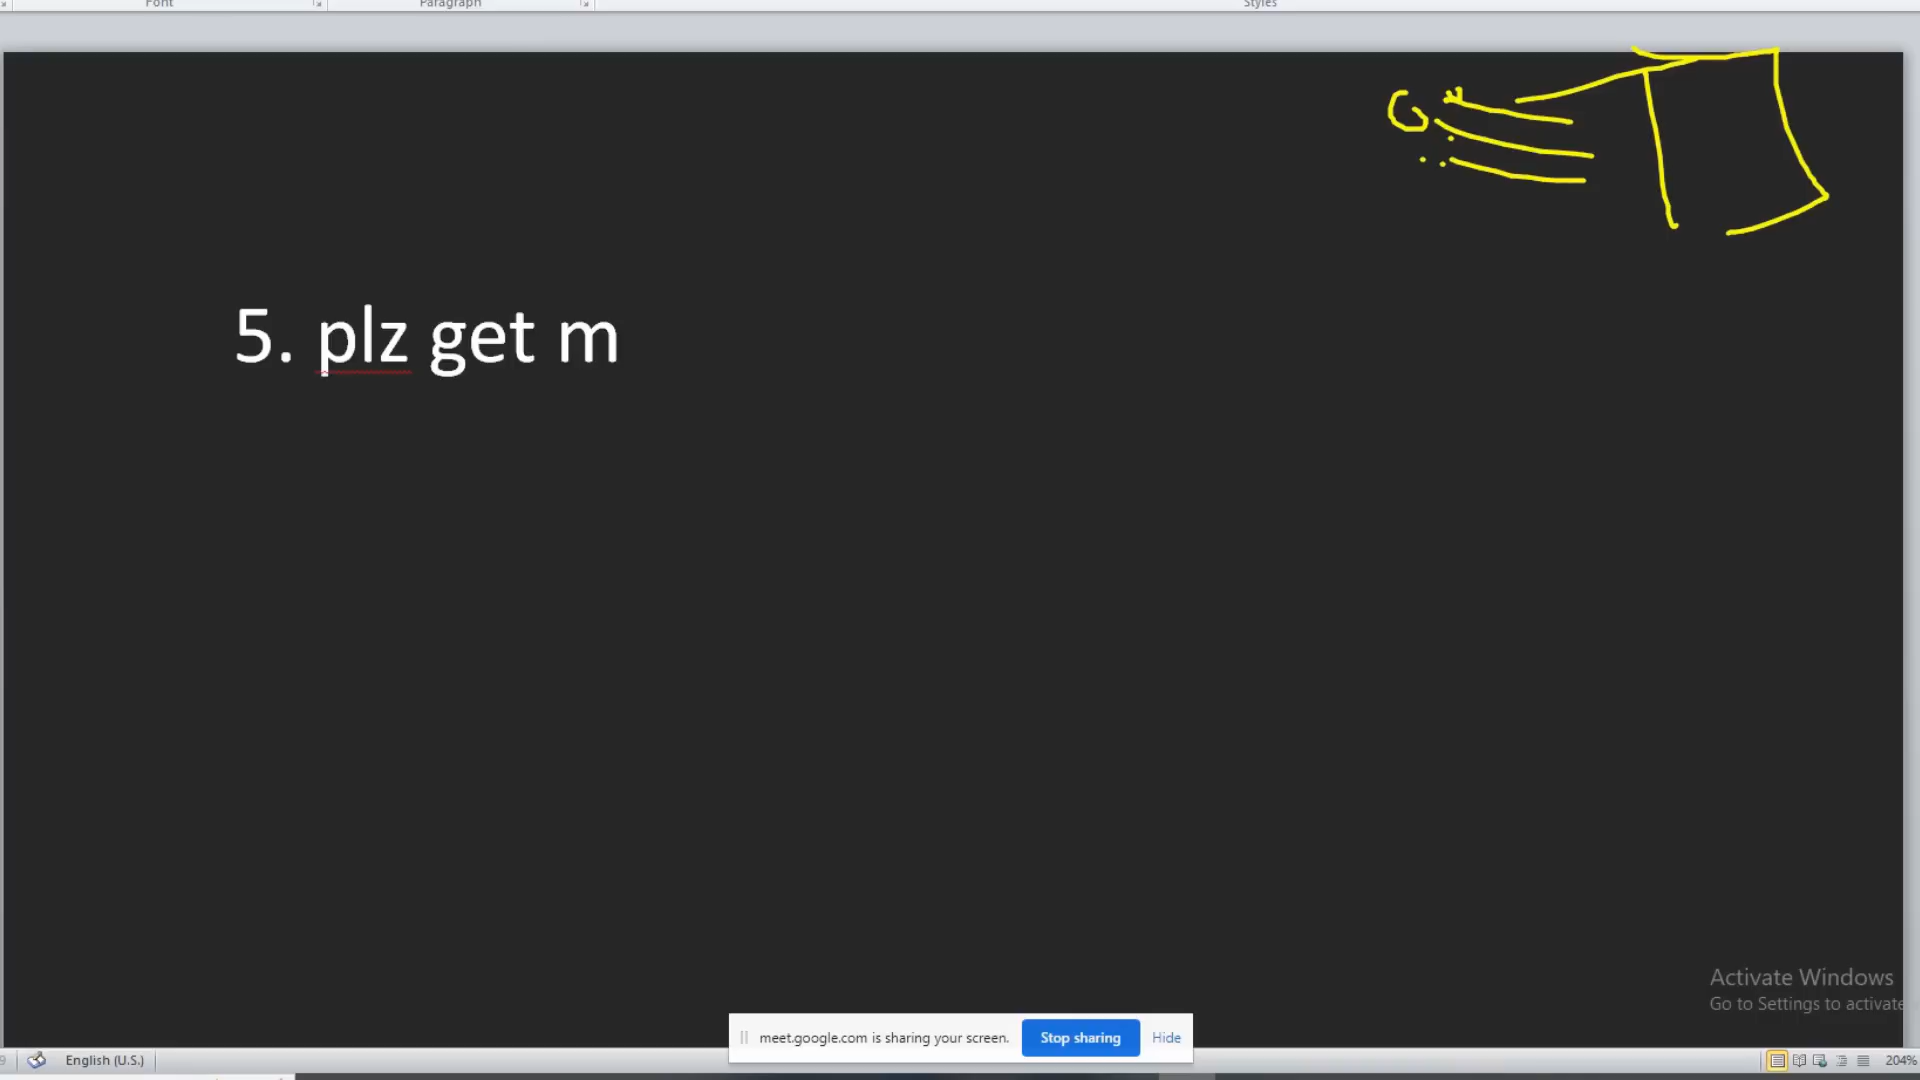 Font Paragraph Styles
5. plz get m
Activate Windows
Go to Settings to activate
meet.google.com is sharing your screen. Stop sharing Hide
English (U.S.) 204%